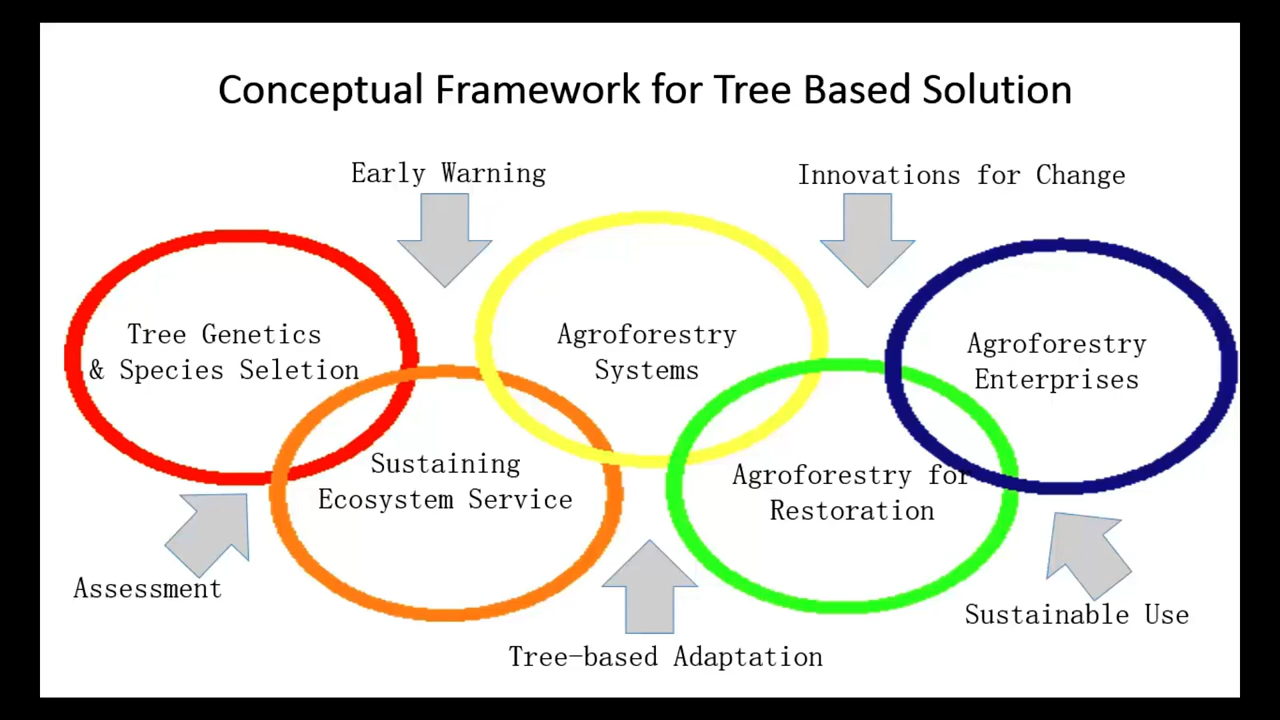 Conceptual Framework for Tree Based Solution
Early Warning
Innovations for Change
Tree Genetics
& Species Seletion
Agroforestry
Systems
Agroforestry
Enterprises
Sustaining
Ecosystem Service
Agroforestry for
Restoration
Assessment
Sustainable Use
Tree-based Adaptation